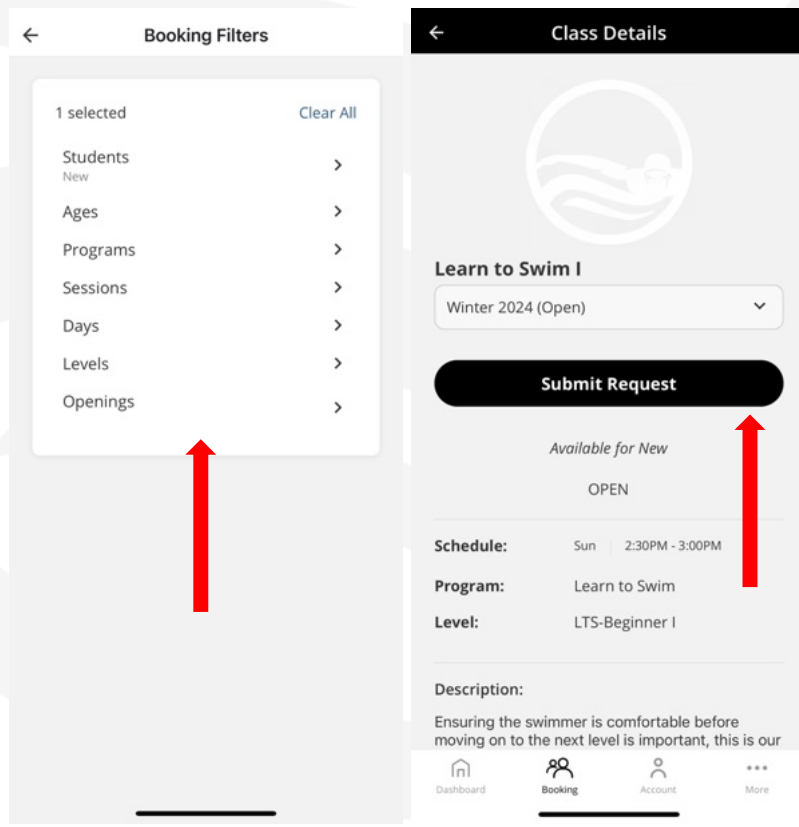 Booking Filters
1 selected Clear All
Students
New
Ages
Programs
Sessions
Days
Levels
Openings
Class Details
Learn to Swim I
Winter 2024 (Open)
Submit Request
Available for New
OPEN
Schedule: Sun 2:30PM - 3:00PM
Program: Learn to Swim
Level: LTS-Beginner I
Description:
Ensuring the swimmer is comfortable before
moving on to the next level is important, this is our
Dashboard Booking Account More